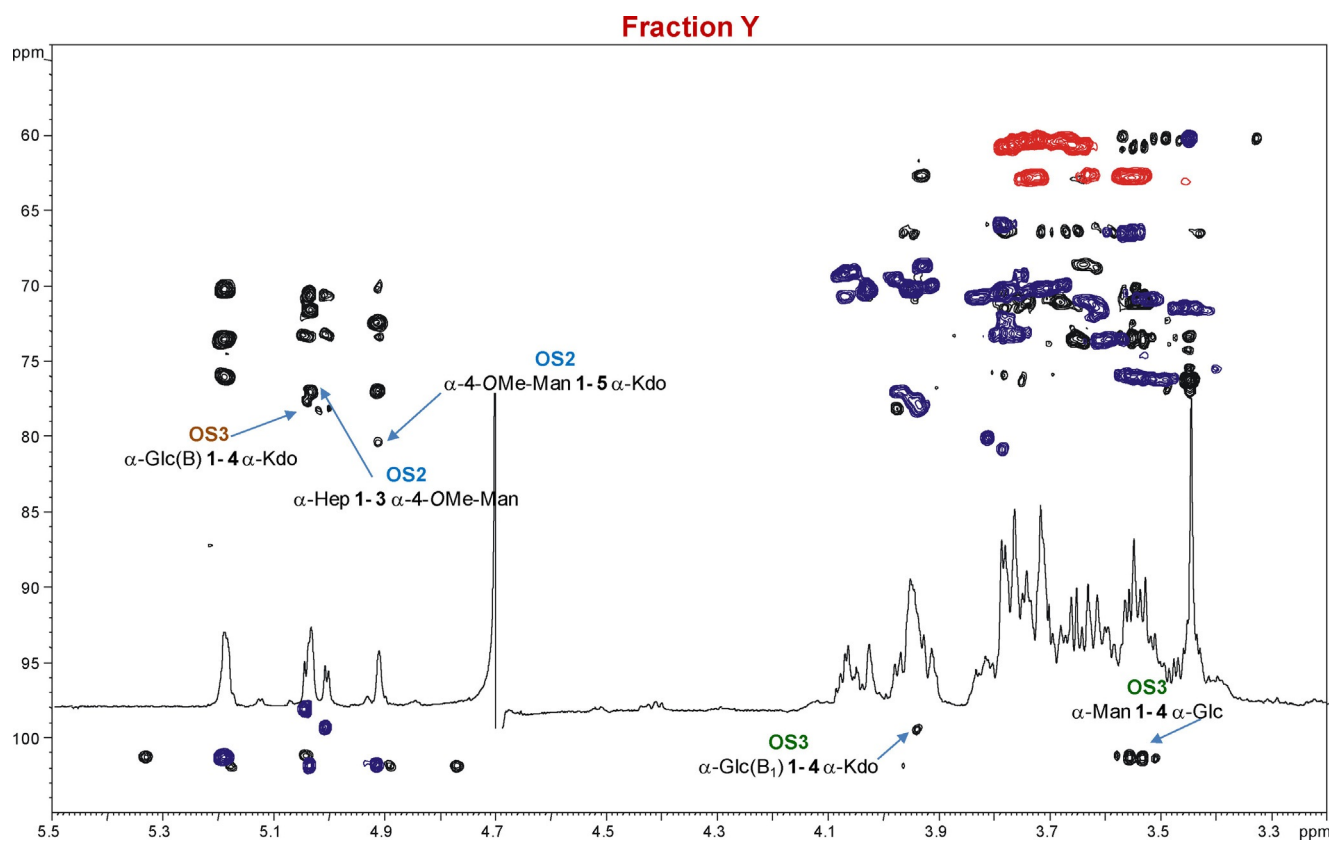 Fraction Y
ppm
60
65
70
75
80
85
90
95
100
OS2
α-4-OMe-Man 1-5 α-Kdo
OS3
α-Glc(B) 1-4 α-Kdo
OS2
α-Hep 1-3 α-4-OMe-Man
OS3
α-Man 1-4 α-Glc
OS3
α-Glc(B₁) 1-4 α-Kdo
5.5 5.3 5.1 4.9 4.7 4.5 4.3 4.1 3.9 3.7 3.5 3.3 ppm